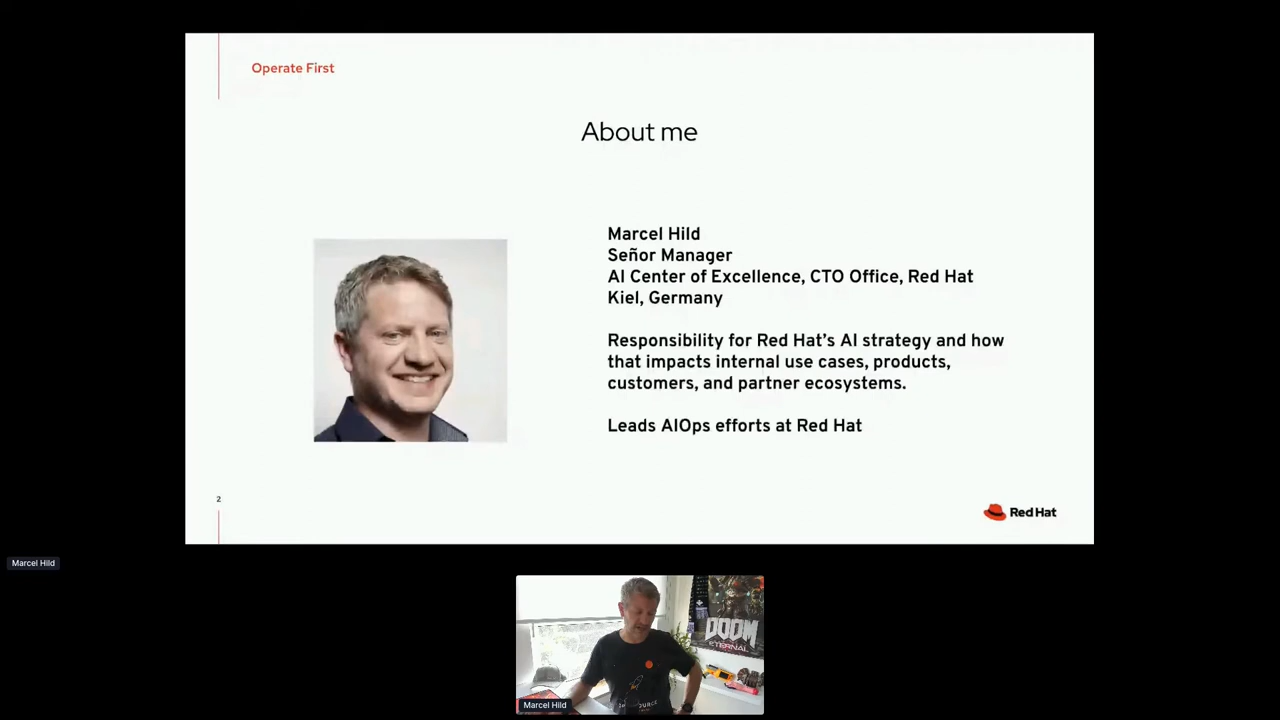 Operate First
About me
Marcel Hild
Señor Manager
AI Center of Excellence, CTO Office, Red Hat
Kiel, Germany
Responsibility for Red Hat's AI strategy and how
that impacts internal use cases, products,
customers, and partner ecosystems.
Leads AIOps efforts at Red Hat
2
Red Hat
Marcel Hild
DOOM
ETERNAL
Marcel Hild